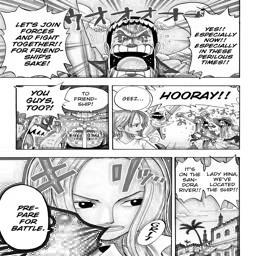 YES!!
ESPECIALLY
NOW!!
ESPECIALLY
IN THESE
PERILOUS
TIMES!!
LET'S JOIN
FORCES
AND FIGHT
TOGETHER!!
FOR FRIEND-
SHIP'S
SAKE!
HOORAY!!
GEEZ...
TO
FRIEND-
SHIP!
YOU
GUYS,
TOO?!
LADY HINA,
WE'VE
LOCATED
THE SHIP!
IT'S
ON THE
SAN-
DORA
RIVER!!
PRE-
PARE
FOR
BATTLE.